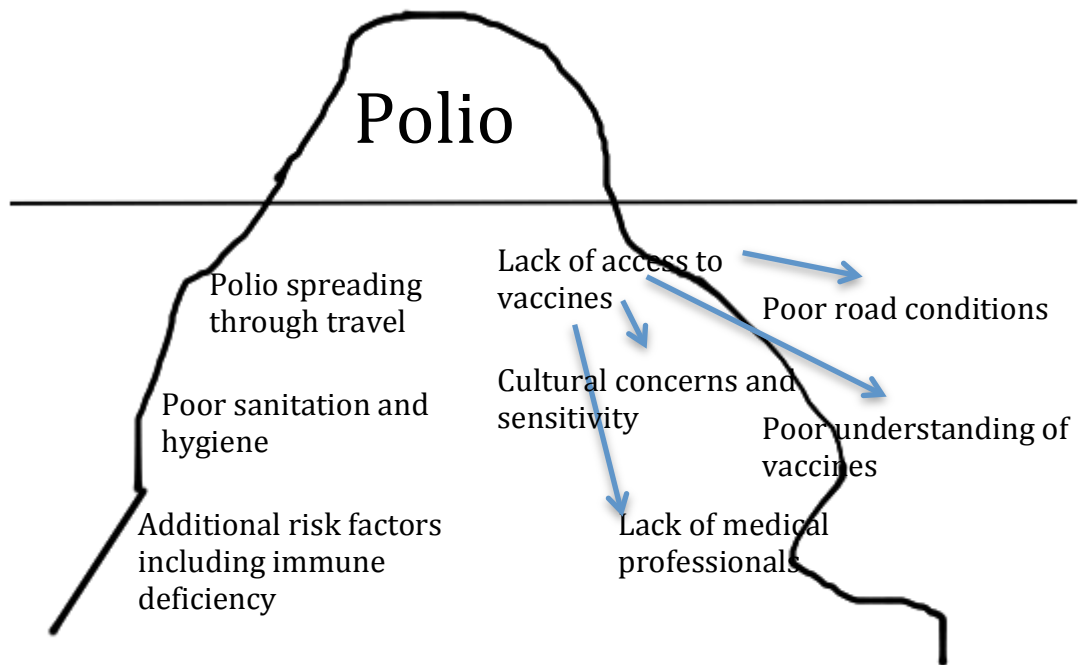 Polio
Polio spreading
through travel
Poor sanitation and
hygiene
Additional risk factors
including immune
deficiency
Lack of access to
vaccines
Cultural concerns and
sensitivity
Lack of medical
professionals
Poor road conditions
Poor understanding of
vaccines